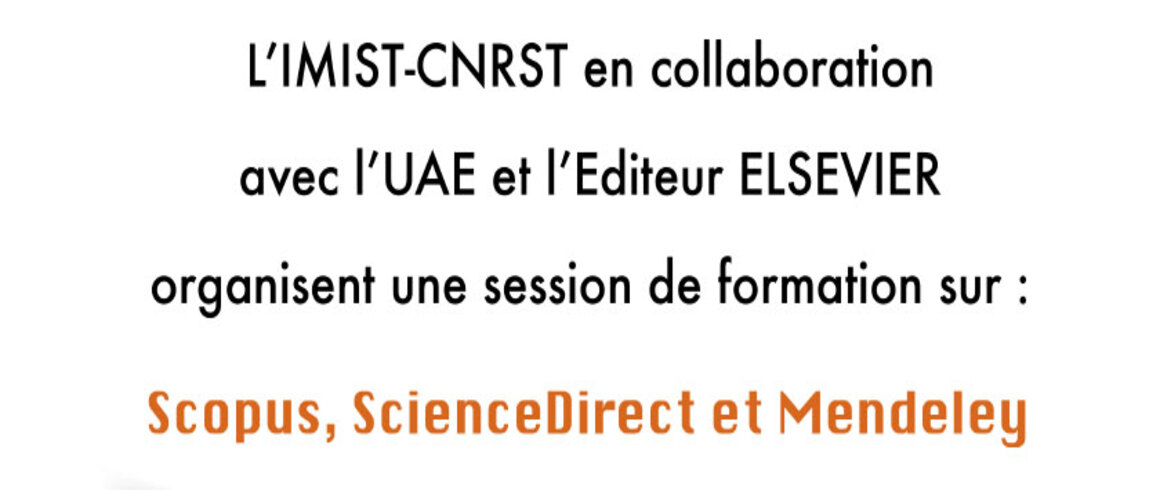 L'IMIST-CNRST en collaboration
avec l'UAE et l'Editeur ELSEVIER
organisent une session de formation sur :
Scopus, ScienceDirect et Mendeley